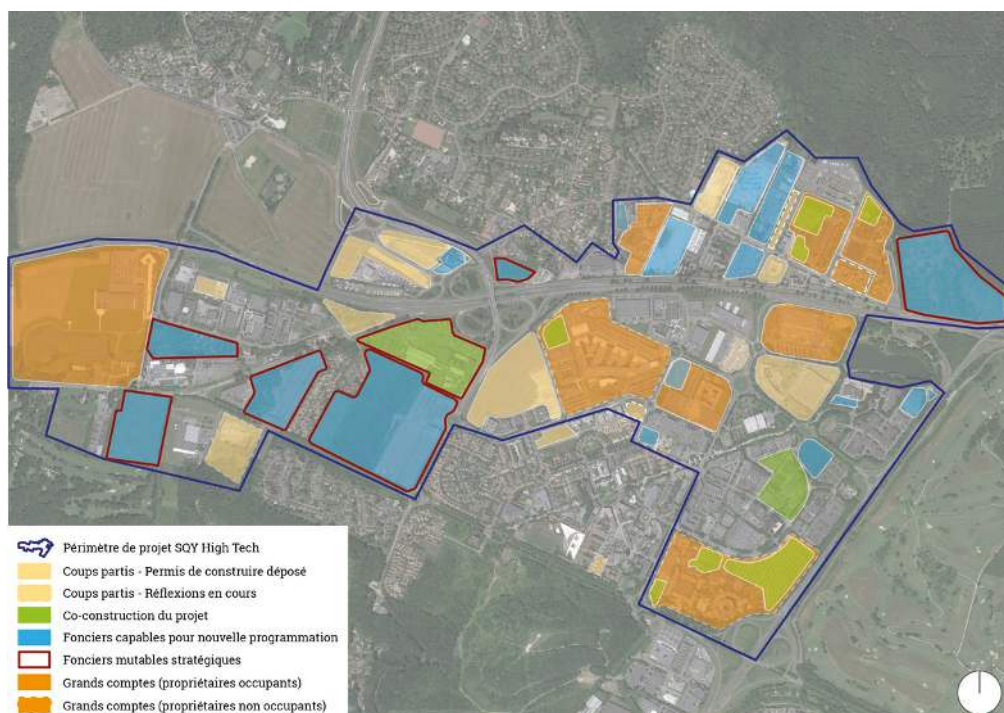 Périmètre de projet SQY High Tech
Coups partis - Permis de construire déposé
Coups partis - Réflexions en cours
Co-construction du projet
Fonciers capables pour nouvelle programmation
Fonciers mutables stratégiques
Grands comptes (propriétaires occupants)
Grands comptes (propriétaires non occupants)